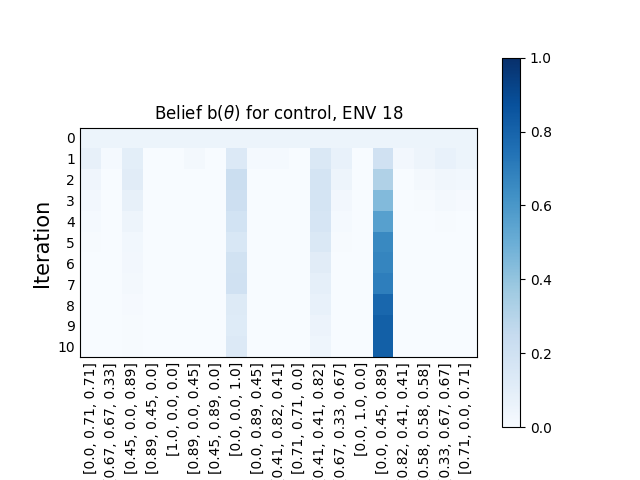 Belief b(θ) for control, ENV 18
Iteration
0
1
2
3
4
5
6
7
8
9
10
[0.0, 0.71, 0.71]
0.67, 0.67, 0.33]
[0.45, 0.0, 0.89]
[0.89, 0.45, 0.0]
[1.0, 0.0, 0.0]
[0.89, 0.0, 0.45]
[0.45, 0.89, 0.0]
[0.0, 0.0, 1.0]
[0.0, 0.89, 0.45]
0.41, 0.82, 0.41]
[0.71, 0.71, 0.0]
0.41, 0.41, 0.82]
0.67, 0.33, 0.67]
[0.0, 1.0, 0.0]
[0.0, 0.45, 0.89]
0.82, 0.41, 0.41]
0.58, 0.58, 0.58]
0.33, 0.67, 0.67]
[0.71, 0.0, 0.71]
1.0
0.8
0.6
0.4
0.2
0.0